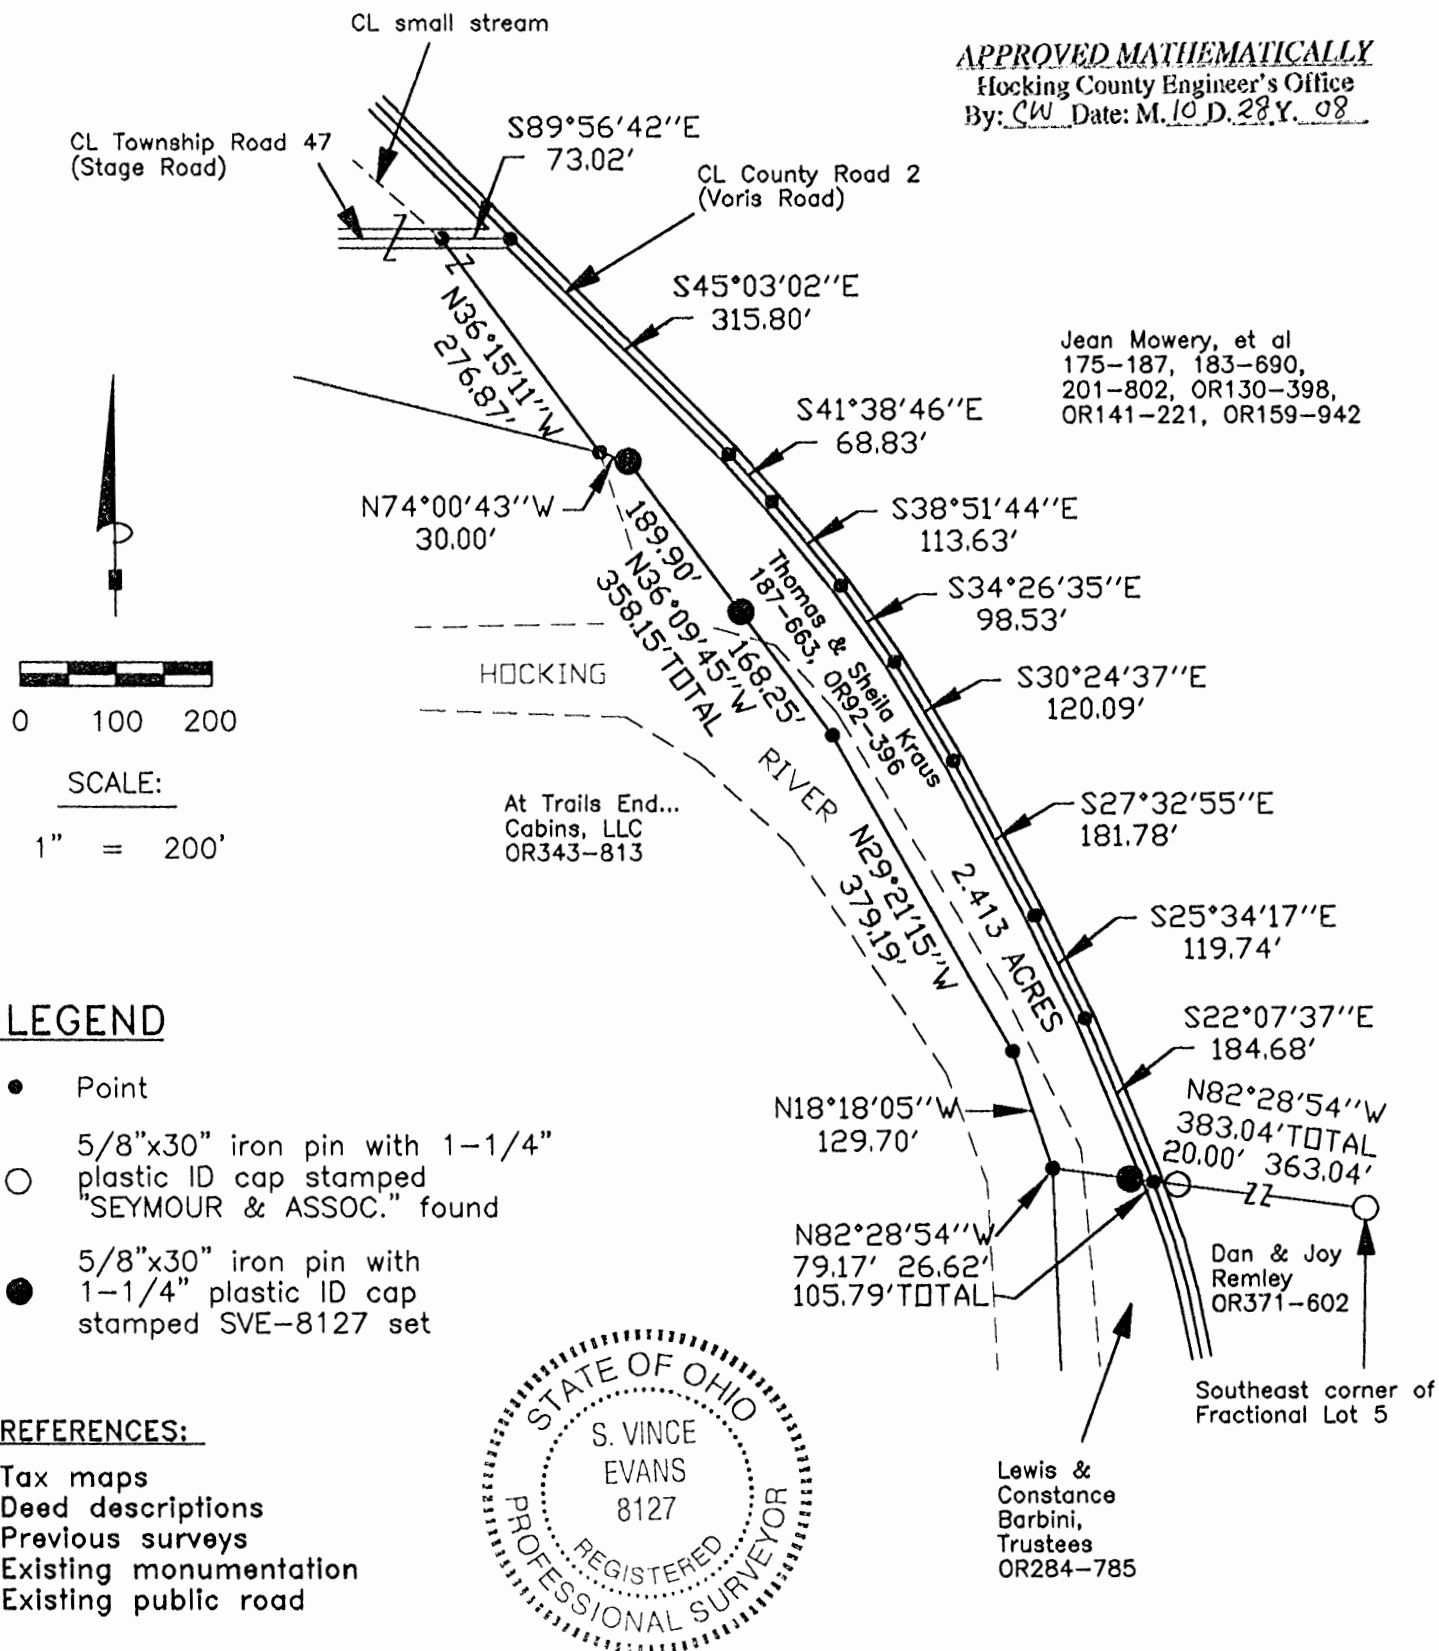 CL small stream
APPROVED MATHEMATICALLY
Hocking County Engineer's Office
By: CW Date: M. 10 D. 28 Y. 08
CL Township Road 47
(Stage Road)
S89°56'42"E
73.02'
CL County Road 2
(Voris Road)
S45°03'02"E
315.80'
N36°15'11"W
276.87'
Jean Mowery, et al
175-187, 183-690,
201-802, OR130-398,
OR141-221, OR159-942
S41°38'46"E
68.83'
N74°00'43"W
30.00'
S38°51'44"E
113.63'
189.90'
N36°09'45"W
358.15'TOTAL
168.25'
Thomas & Sheila Kraus
187-663, OR92-396
S34°26'35"E
98.53'
HOCKING
RIVER
S30°24'37"E
120.09'
0 100 200
SCALE:
1" = 200'
At Trails End...
Cabins, LLC
OR343-813
S27°32'55"E
181.78'
N29°21'15"W
379.19'
2.413 ACRES
S25°34'17"E
119.74'
LEGEND
Point
5/8"x30" iron pin with 1-1/4"
plastic ID cap stamped
"SEYMOUR & ASSOC." found
5/8"x30" iron pin with
1-1/4" plastic ID cap
stamped SVE-8127 set
S22°07'37"E
184.68'
N82°28'54"W
383.04'TOTAL
20.00' 363.04'
N18°18'05"W
129.70'
N82°28'54"W
79.17' 26.62'
105.79'TOTAL
Dan & Joy
Remley
OR371-602
Southeast corner of
Fractional Lot 5
Lewis &
Constance
Barbini,
Trustees
OR284-785
REFERENCES:
Tax maps
Deed descriptions
Previous surveys
Existing monumentation
Existing public road
STATE OF OHIO
S. VINCE
EVANS
8127
REGISTERED
PROFESSIONAL SURVEYOR